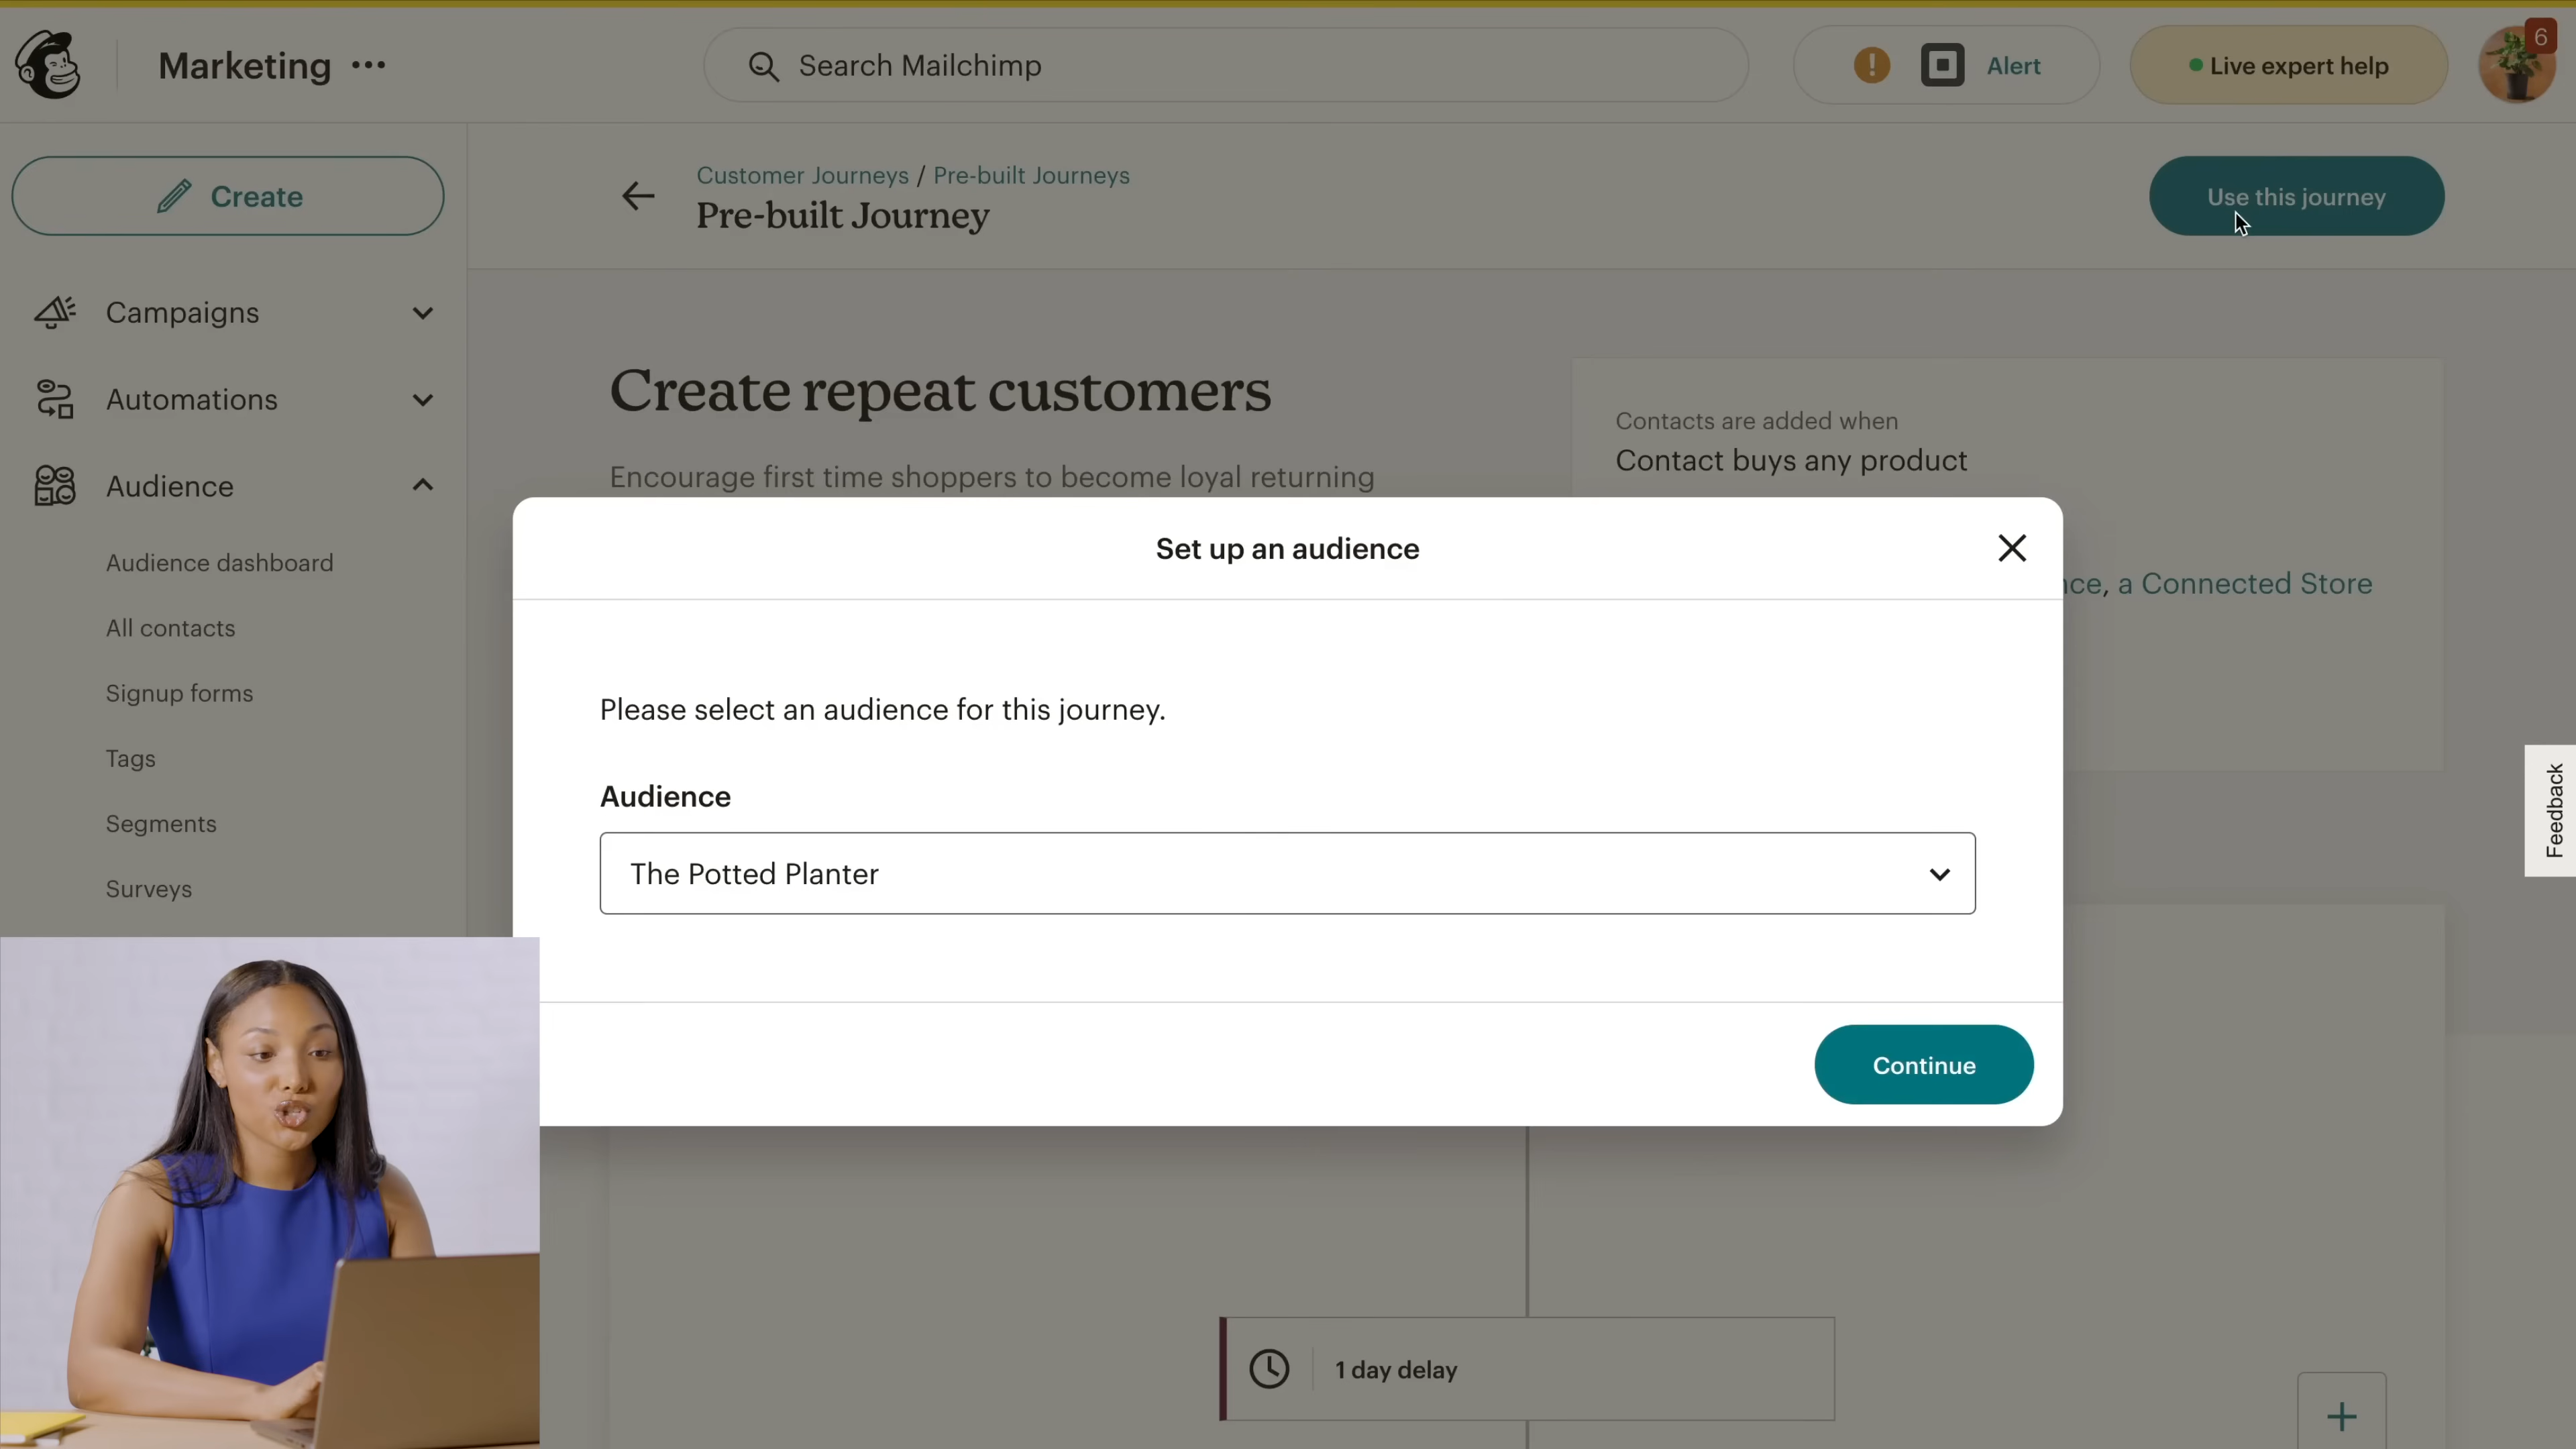 Marketing
Search Mailchimp
Alert
Live expert help
6
Create
Customer Journeys / Pre-built Journeys
Pre-built Journey
Use this journey
Campaigns
Automations
Audience
Audience dashboard
All contacts
Signup forms
Tags
Segments
Surveys
Create repeat customers
Encourage first time shoppers to become loyal returning
Contacts are added when
Contact buys any product
a Connected Store
Set up an audience
Please select an audience for this journey.
Audience
The Potted Planter
Continue
1 day delay
Feedback